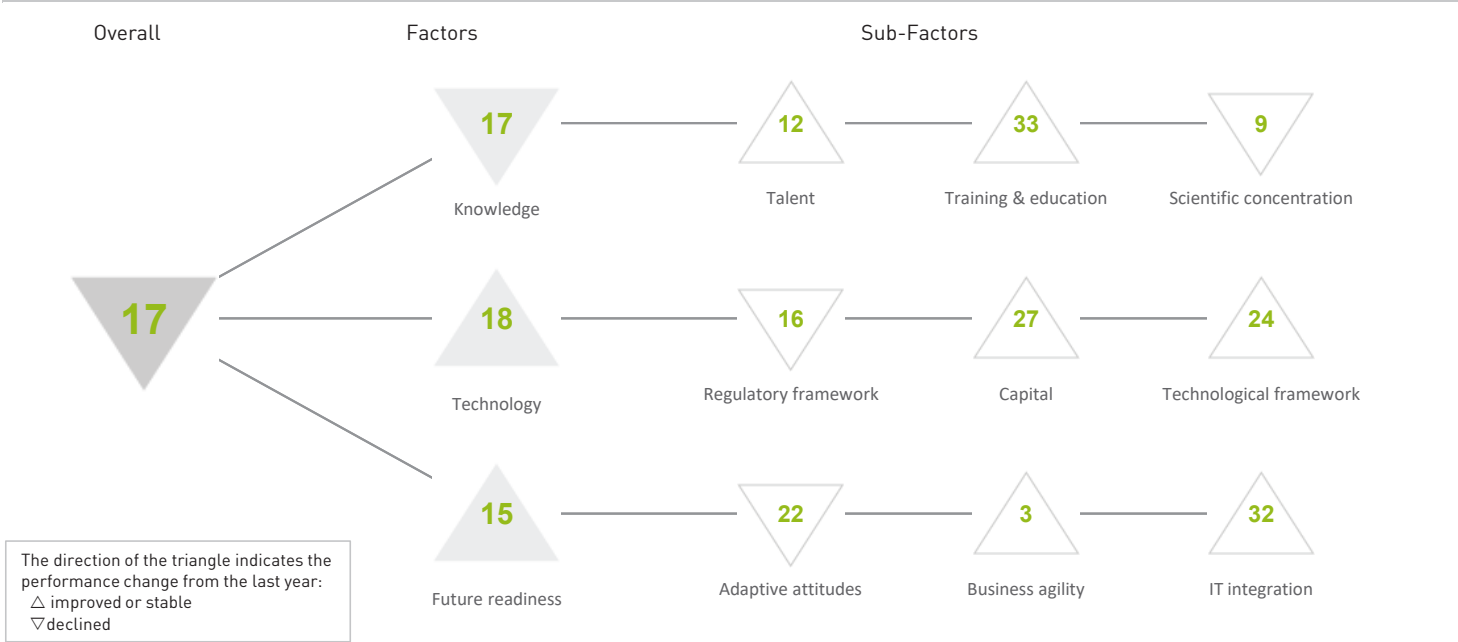 Overall
Factors
Sub-Factors
17
12
33
9
Knowledge
Talent
Training & education
Scientific concentration
17
18
16
27
24
Technology
Regulatory framework
Capital
Technological framework
15
22
3
32
Future readiness
Adaptive attitudes
Business agility
IT integration
The direction of the triangle indicates the
performance change from the last year:
△ improved or stable
▽ declined